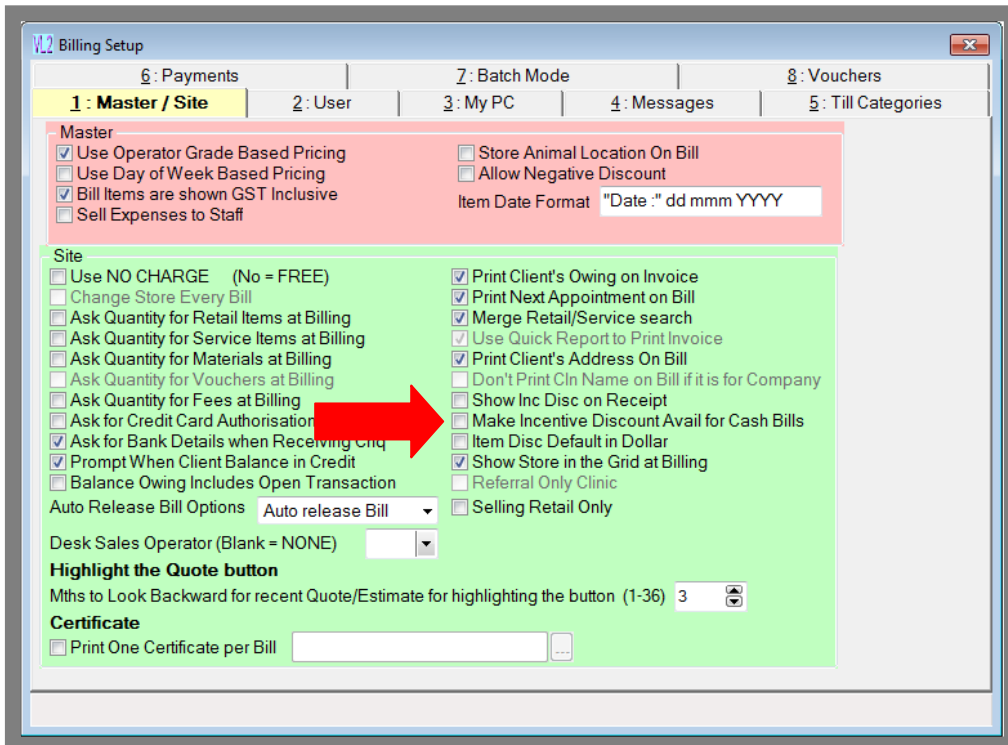 VL2 Billing Setup
6 : Payments
7 : Batch Mode
8 : Vouchers
1 : Master / Site
2 : User
3 : My PC
4 : Messages
5 : Till Categories
Master
Use Operator Grade Based Pricing
Use Day of Week Based Pricing
Bill Items are shown GST Inclusive
Sell Expenses to Staff
Store Animal Location On Bill
Allow Negative Discount
Item Date Format "Date :" dd mmm YYYY
Site
Use NO CHARGE (No = FREE)
Change Store Every Bill
Ask Quantity for Retail Items at Billing
Ask Quantity for Service Items at Billing
Ask Quantity for Materials at Billing
Ask Quantity for Vouchers at Billing
Ask Quantity for Fees at Billing
Ask for Credit Card Authorisation
Ask for Bank Details when Receiving Chq
Prompt When Client Balance in Credit
Balance Owing Includes Open Transaction
Auto Release Bill Options Auto release Bill
Print Client's Owing on Invoice
Print Next Appointment on Bill
Merge Retail/Service search
Use Quick Report to Print Invoice
Print Client's Address On Bill
Don't Print Cln Name on Bill if it is for Company
Show Inc Disc on Receipt
Make Incentive Discount Avail for Cash Bills
Item Disc Default in Dollar
Show Store in the Grid at Billing
Referral Only Clinic
Selling Retail Only
Desk Sales Operator (Blank = NONE)
Highlight the Quote button
Mths to Look Backward for recent Quote/Estimate for highlighting the button (1-36) 3
Certificate
Print One Certificate per Bill ...